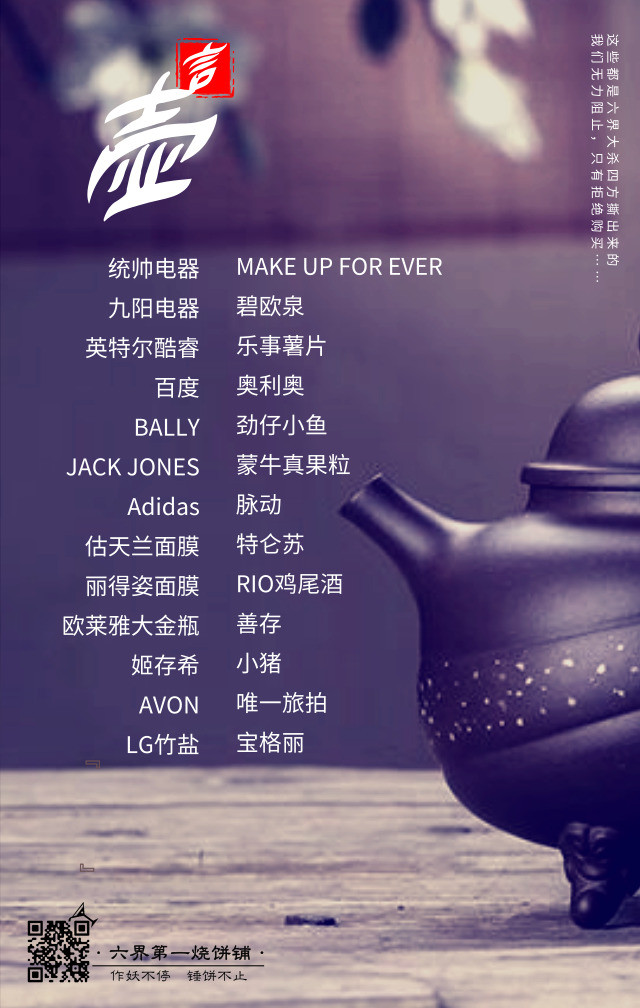 壶
言
这些都是六界大杀四方撕出来的
我们无力阻止，只有拒绝购买……
统帅电器 MAKE UP FOR EVER
九阳电器 碧欧泉
英特尔酷睿 乐事薯片
百度 奥利奥
BALLY 劲仔小鱼
JACK JONES 蒙牛真果粒
Adidas 脉动
估天兰面膜 特仑苏
丽得姿面膜 RIO鸡尾酒
欧莱雅大金瓶 善存
姬存希 小猪
AVON 唯一旅拍
LG竹盐 宝格丽
·六界第一烧饼铺·
作妖不停 锤饼不止